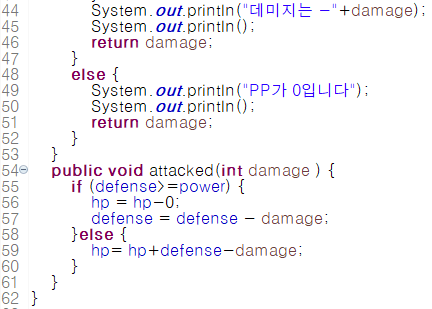 44 System.out.println("데미지는 -"+damage);
45 System.out.println();
46 return damage;
47 }
48 else {
49 System.out.println("PP가 0입니다");
50 System.out.println();
51 return damage;
52 }
53 }
54 public void attacked(int damage ) {
55 if (defense>=power) {
56 hp = hp-0;
57 defense = defense - damage;
58 }else {
59 hp= hp+defense-damage;
60 }
61 }
62 }